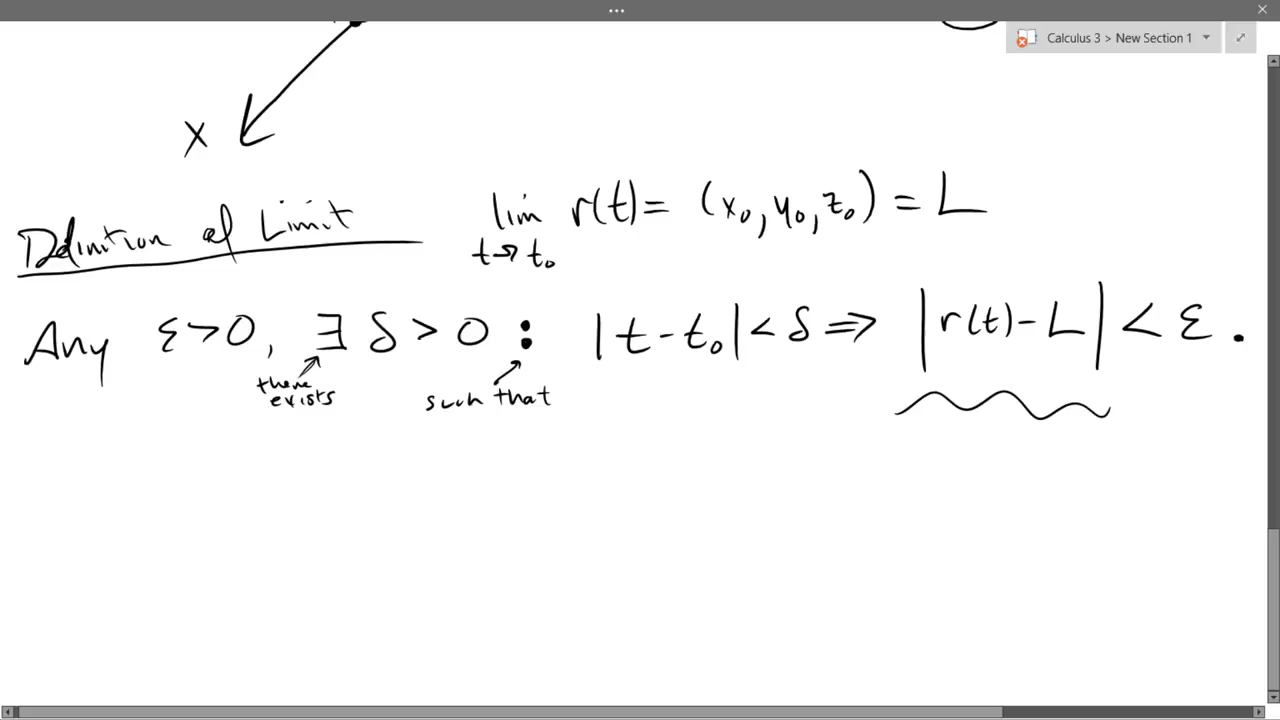 Calculus 3 > New Section 1
x
Definition of Limit
lim r(t) = (x₀, y₀, z₀) = L
t→t₀
Any ε>0, ∃ δ>0 : |t-t₀|<δ ⇒ |r(t)-L| < ε.
there exists
such that